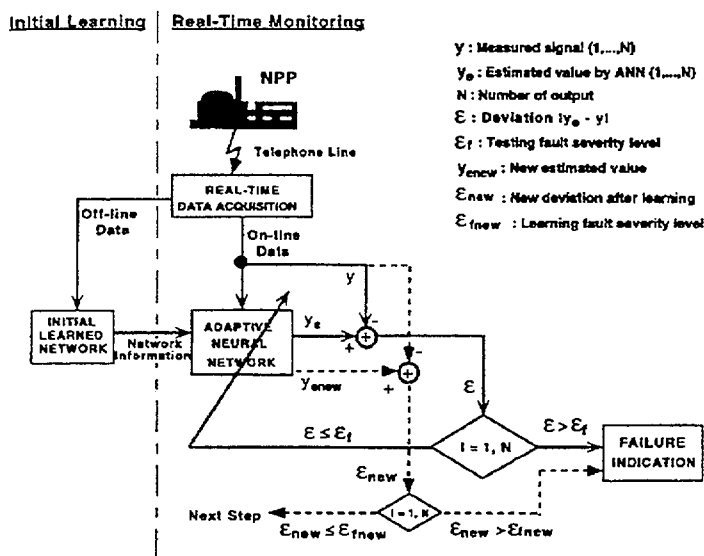 Initial Learning
Real-Time Monitoring
NPP
Telephone Line
REAL-TIME
DATA ACQUISITION
Off-line
Data
On-line
Data
y
INITIAL
LEARNED
NETWORK
Network
Information
ADAPTIVE
NEURAL
NETWORK
yₑ
-
+
+
-
+
+
yₑₙₑw
ε
ε ≤ εf
I = 1, N
ε > εf
FAILURE
INDICATION
εnew
I = 1, N
Next Step
εnew ≤ εfnew
εnew > εfnew
y : Measured signal {1,...,N}
yₑ : Estimated value by ANN {1,...,N}
N : Number of output
ε : Deviation |yₑ - y|
εf : Testing fault severity level
yenew : New estimated value
εnew : New deviation after learning
εfnew : Learning fault severity level